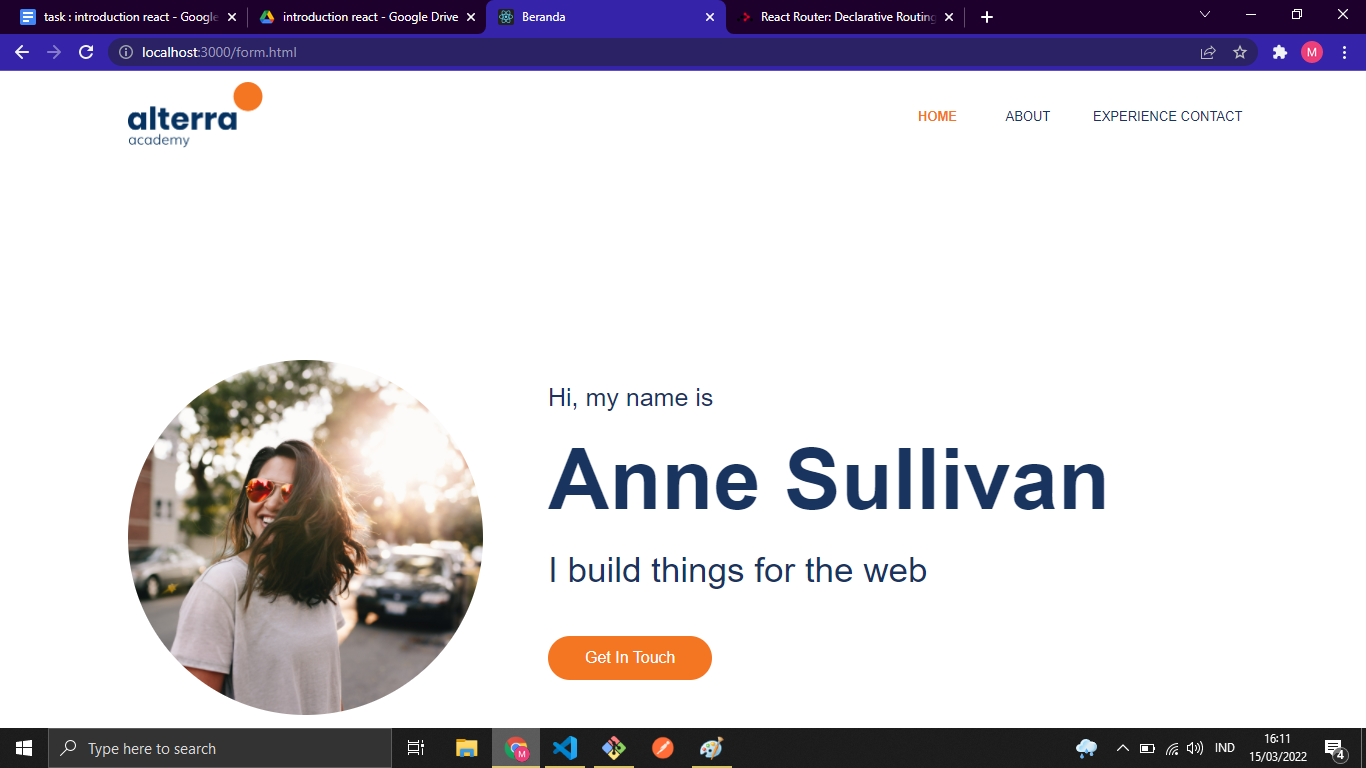 task : introduction react - Google
introduction react - Google Drive
Beranda
React Router: Declarative Routing
localhost:3000/form.html
M
alterra
academy
HOME ABOUT EXPERIENCE CONTACT
Hi, my name is
Anne Sullivan
I build things for the web
Get In Touch
Type here to search
M
IND
16:11
15/03/2022
4